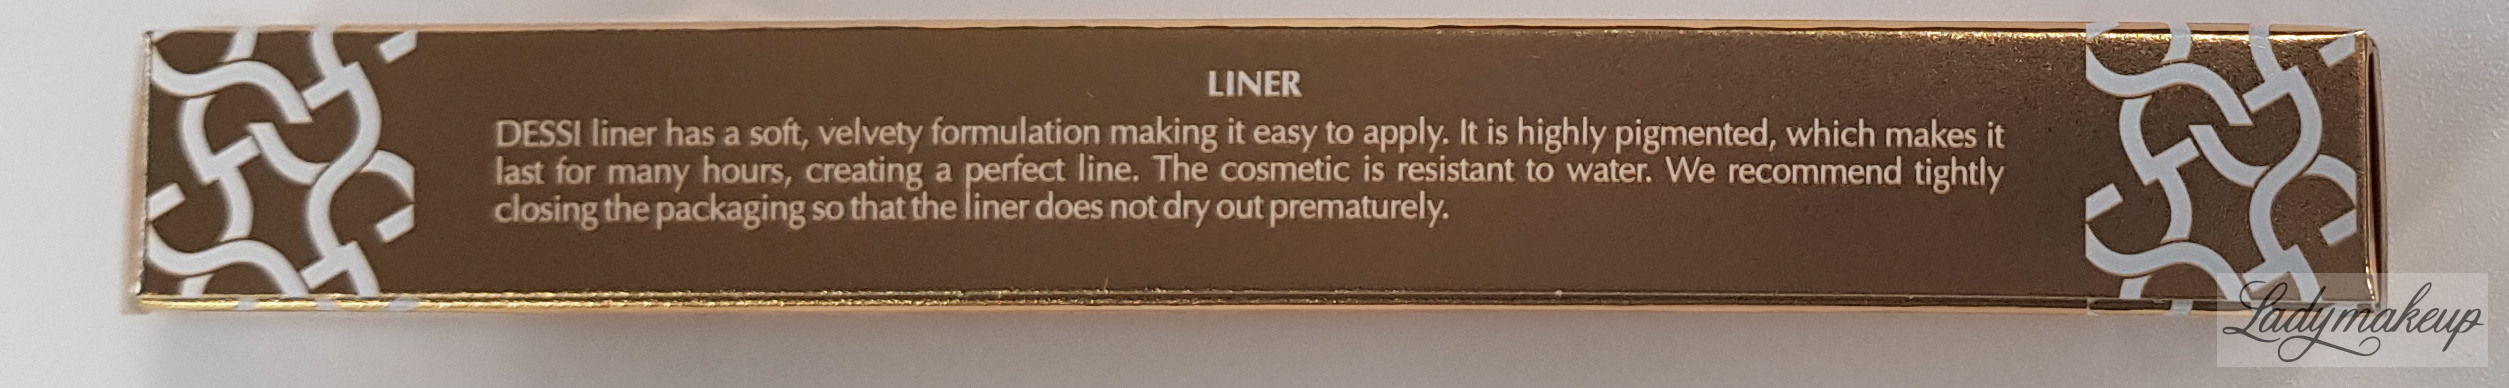 LINER
DESSI liner has a soft, velvety formulation making it easy to apply. It is highly pigmented, which makes it
last for many hours, creating a perfect line. The cosmetic is resistant to water. We recommend tightly
closing the packaging so that the liner does not dry out prematurely.
Ladymakeup